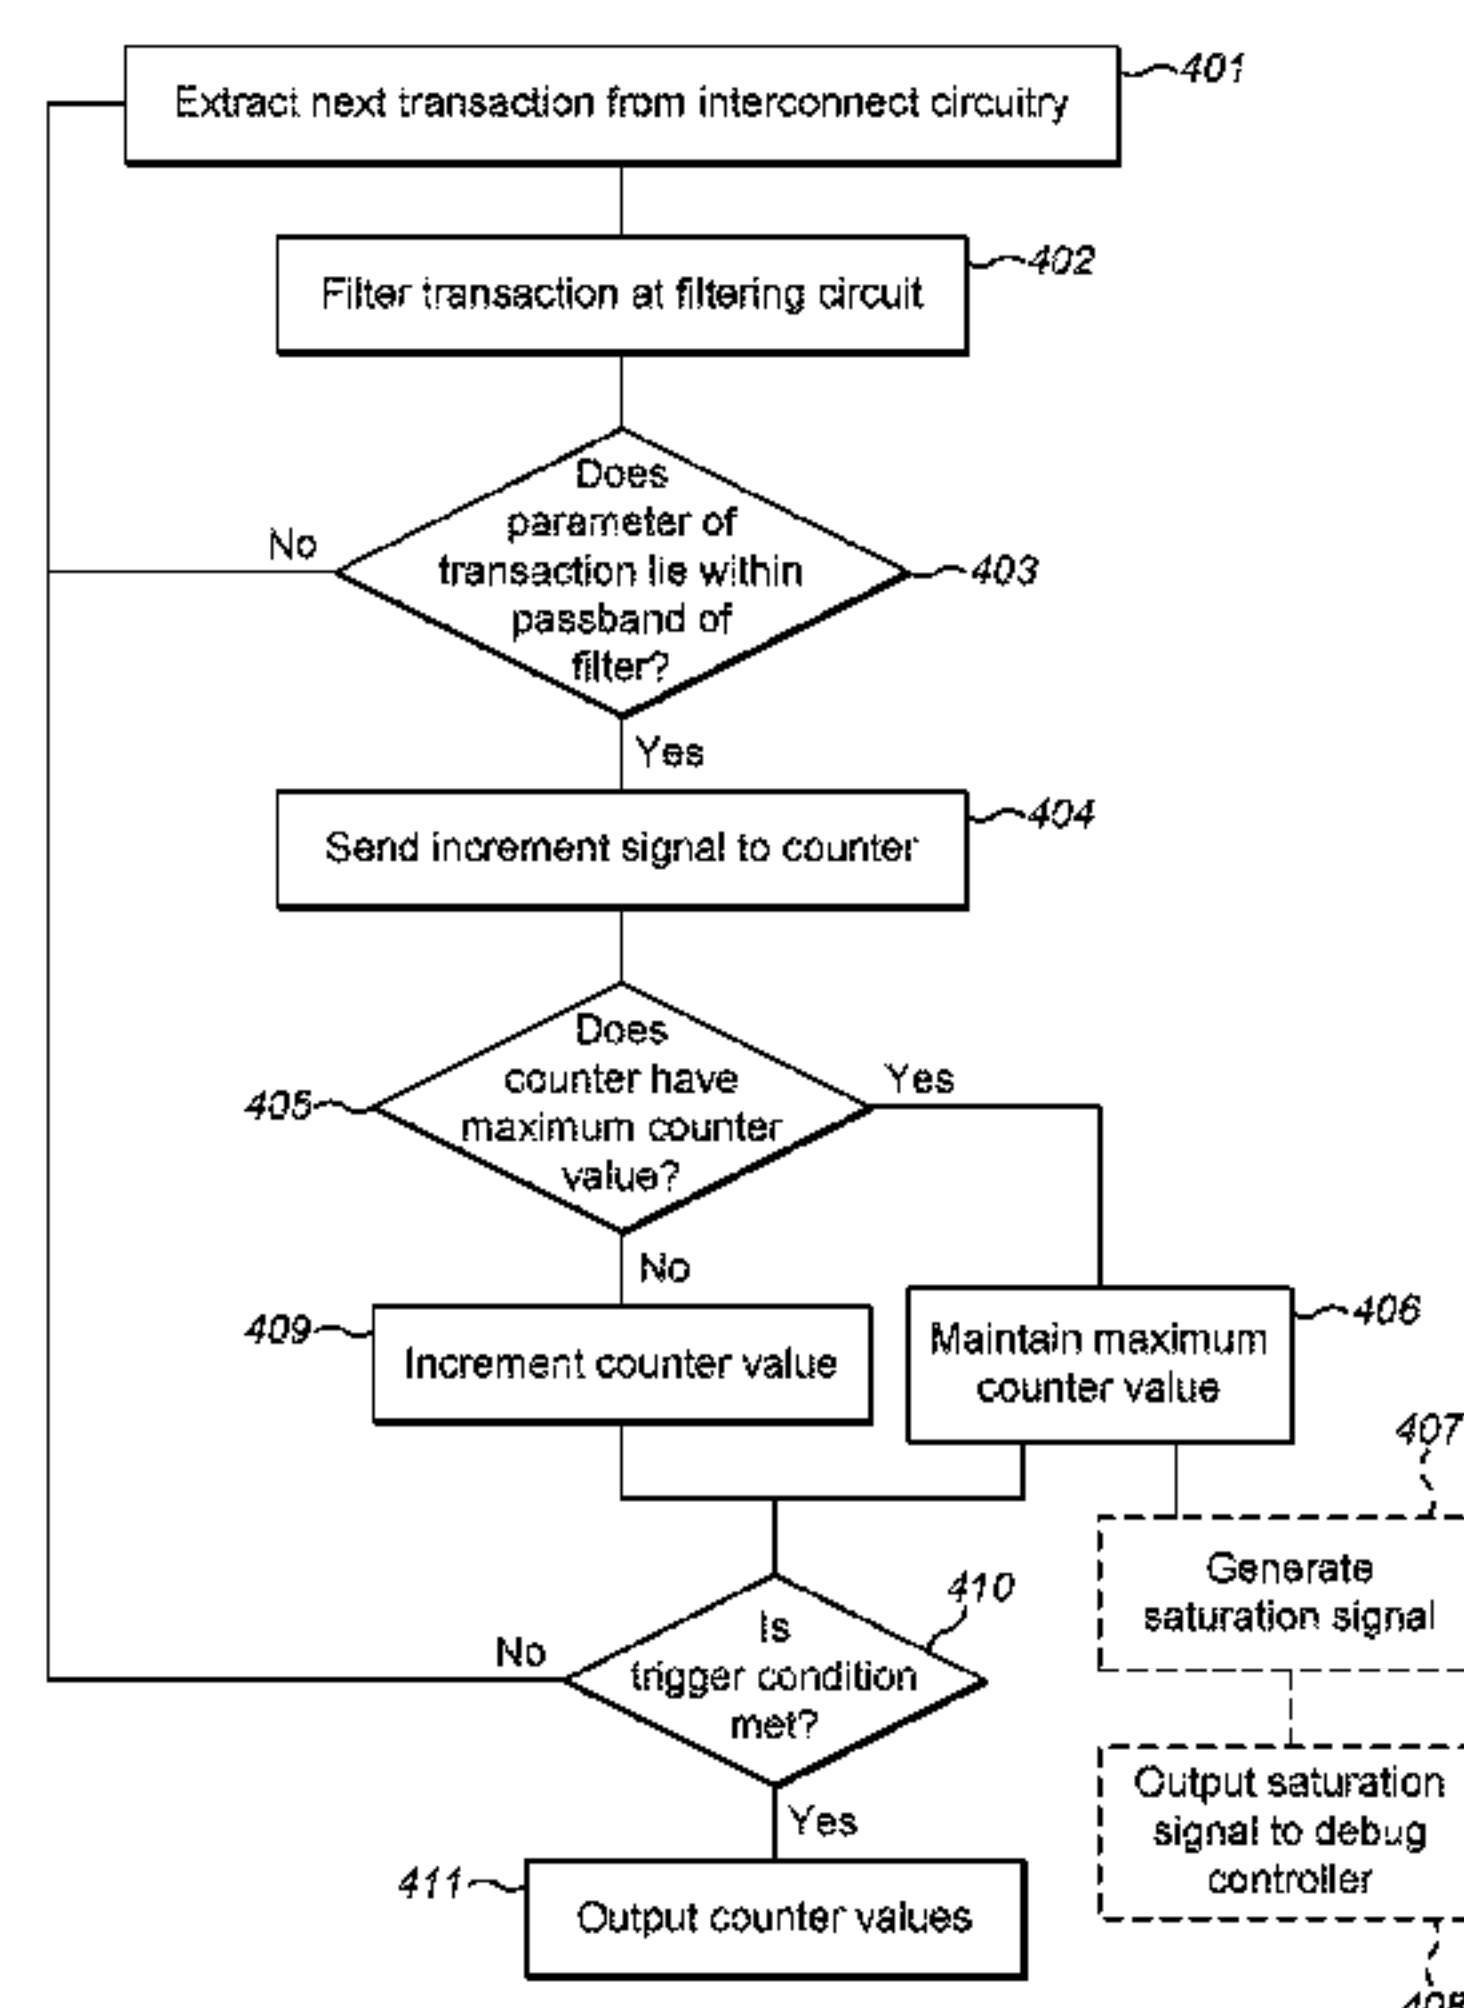 401
Extract next transaction from interconnect circuitry
402
Filter transaction at filtering circuit
Does
parameter of
transaction lie within
passband of
filter?
No
403
Yes
404
Send increment signal to counter
Does
counter have
maximum counter
value?
405
Yes
No
409
Increment counter value
406
Maintain maximum
counter value
407
Generate
saturation signal
410
Is
trigger condition
met?
No
Output saturation
signal to debug
controller
Yes
411
Output counter values